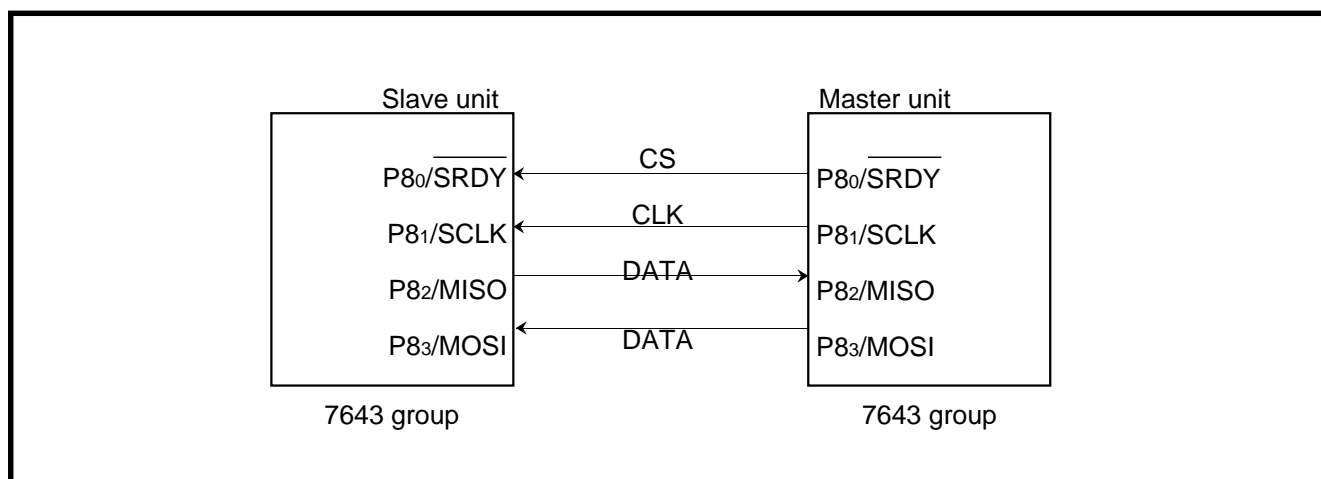 Slave unit
Master unit
P80/SRDY
CS
P80/SRDY
P81/SCLK
CLK
P81/SCLK
P82/MISO
DATA
P82/MISO
P83/MOSI
DATA
P83/MOSI
7643 group
7643 group